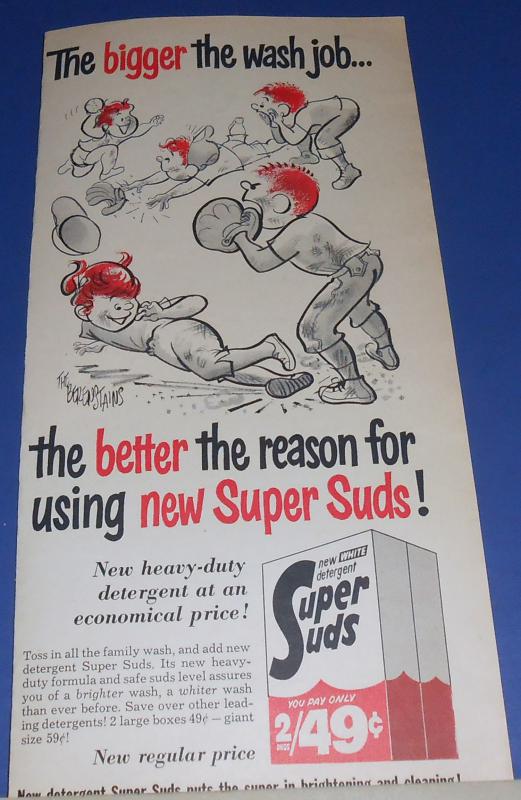 The bigger the wash job...
THE BERENSTAINS
the better the reason for
using new Super Suds!
New heavy-duty
detergent at an
economical price!
Toss in all the family wash, and add new
detergent Super Suds. Its new heavy-
duty formula and safe suds level assures
you of a brighter wash, a whiter wash
than ever before. Save over other lead-
ing detergents! 2 large boxes 49¢ — giant
size 59¢!
New regular price
new WHITE
detergent
Super
Suds
YOU PAY ONLY
2/49¢
PKGS
New detergent Super Suds puts the super in brightening and cleaning!